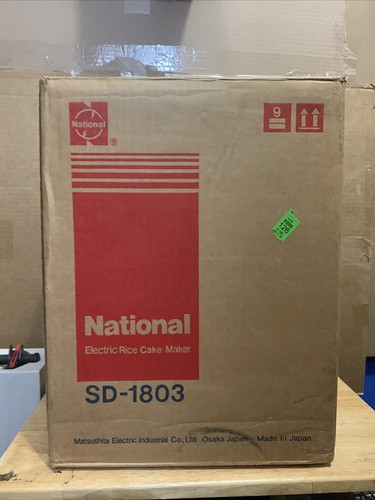 National
®
9
National
Electric Rice Cake Maker
SD-1803
Matsushita Electric Industrial Co., Ltd. Osaka Japan Made In Japan